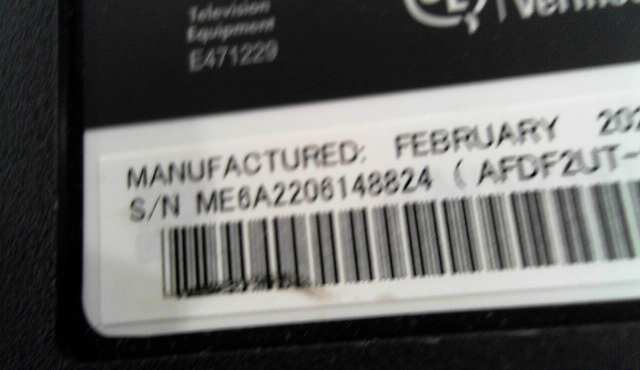 Television
Equipment
E471229
MANUFACTURED: FEBRUARY
S/N ME6A2206148824 ( AFDF2UT-